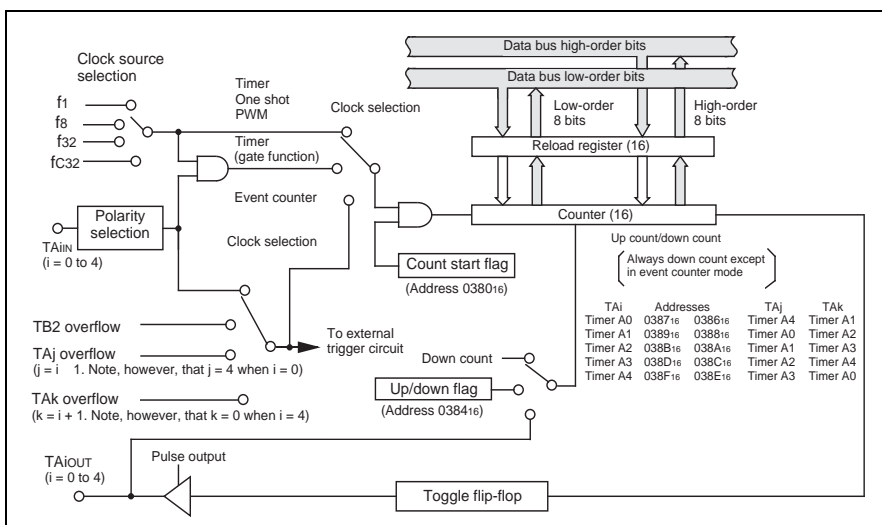 Data bus high-order bits
Data bus low-order bits
Clock source
selection
f1
f8
f32
fC32
Timer
One shot
PWM
Clock selection
Timer
(gate function)
Event counter
Low-order
8 bits
High-order
8 bits
Reload register (16)
Counter (16)
Polarity
selection
TAiIN
(i = 0 to 4)
Clock selection
Count start flag
(Address 038016)
Up count/down count
Always down count except
in event counter mode
TAi Addresses TAj TAk
Timer A0 038716 038616 Timer A4 Timer A1
Timer A1 038916 038816 Timer A0 Timer A2
Timer A2 038B16 038A16 Timer A1 Timer A3
Timer A3 038D16 038C16 Timer A2 Timer A4
Timer A4 038F16 038E16 Timer A3 Timer A0
TB2 overflow
TAj overflow
(j = i 1. Note, however, that j = 4 when i = 0)
TAk overflow
(k = i + 1. Note, however, that k = 0 when i = 4)
To external
trigger circuit
Down count
Up/down flag
(Address 038416)
TAiOUT
(i = 0 to 4)
Pulse output
Toggle flip-flop